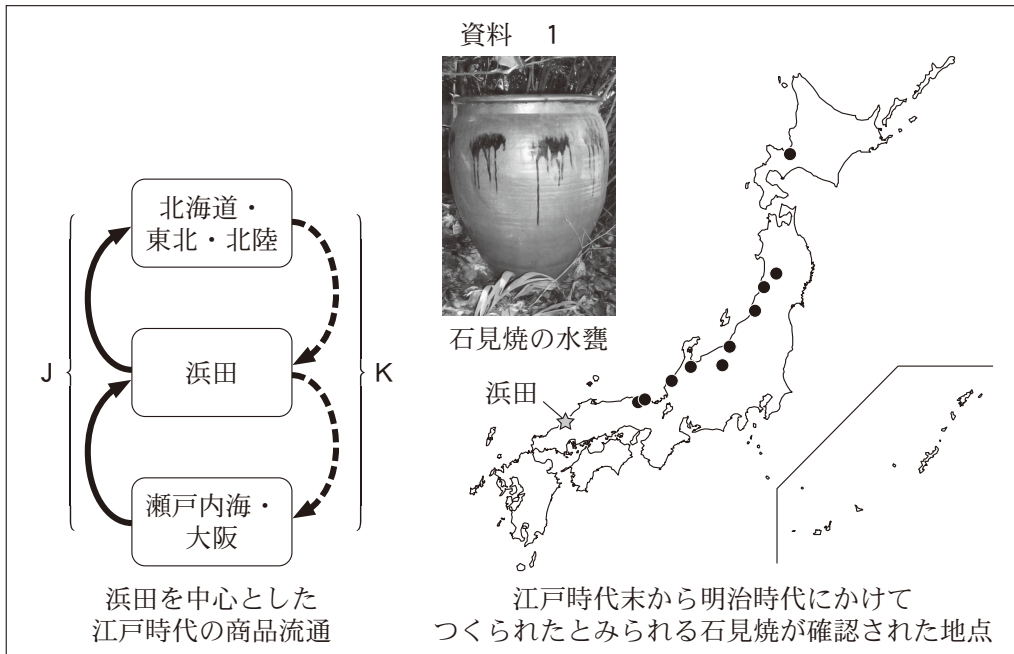 資料 1
北海道・
東北・北陸
浜田
瀬戸内海・
大阪
J
K
浜田を中心とした
江戸時代の商品流通
石見焼の水甕
浜田
江戸時代末から明治時代にかけて
つくられたとみられる石見焼が確認された地点